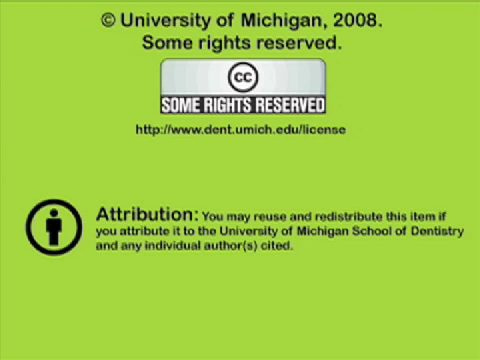 © University of Michigan, 2008.
Some rights reserved.
cc
SOME RIGHTS RESERVED
http://www.dent.umich.edu/license
Attribution: You may reuse and redistribute this item if
you attribute it to the University of Michigan School of Dentistry
and any individual author(s) cited.